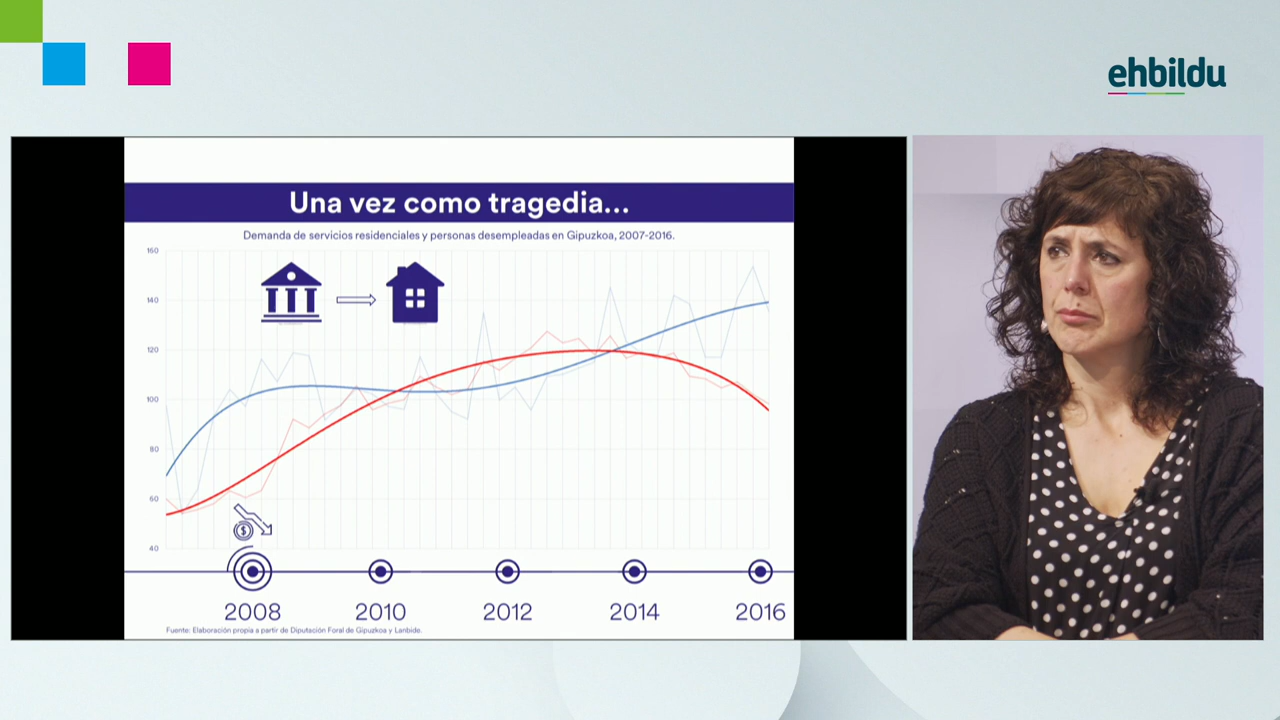 ehbildu
Una vez como tragedia...
Demanda de servicios residenciales y personas desempleadas en Gipuzkoa, 2007-2016.
160
140
120
100
80
60
40
$
2008 2010 2012 2014 2016
Fuente: Elaboración propia a partir de Diputación Foral de Gipuzkoa y Lanbide.